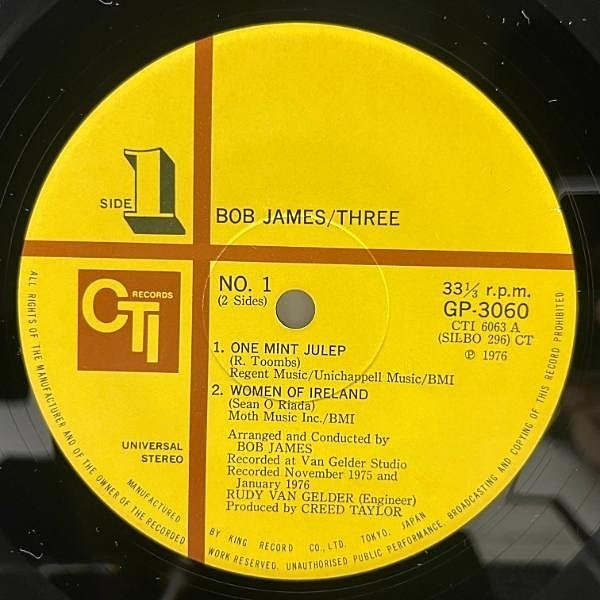 SIDE 1
BOB JAMES/THREE
CTI RECORDS
NO. 1
(2 Sides)
33⅓ r.p.m.
GP-3060
CTI 6063 A
(SILBO 296) CT
℗ 1976
1. ONE MINT JULEP
(R. Toombs)
Regent Music/Unichappell Music/BMI
2. WOMEN OF IRELAND
(Sean O Riada)
Moth Music Inc./BMI
UNIVERSAL
STEREO
Arranged and Conducted by
BOB JAMES
Recorded at Van Gelder Studio
Recorded November 1975 and
January 1976
RUDY VAN GELDER (Engineer)
Produced by CREED TAYLOR
MANUFACTURED BY KING RECORD CO., LTD. TOKYO, JAPAN
ALL RIGHTS OF THE MANUFACTURER AND OF THE OWNER OF THE RECORDED WORK RESERVED. UNAUTHORISED PUBLIC PERFORMANCE, BROADCASTING AND COPYING OF THIS RECORD PROHIBITED